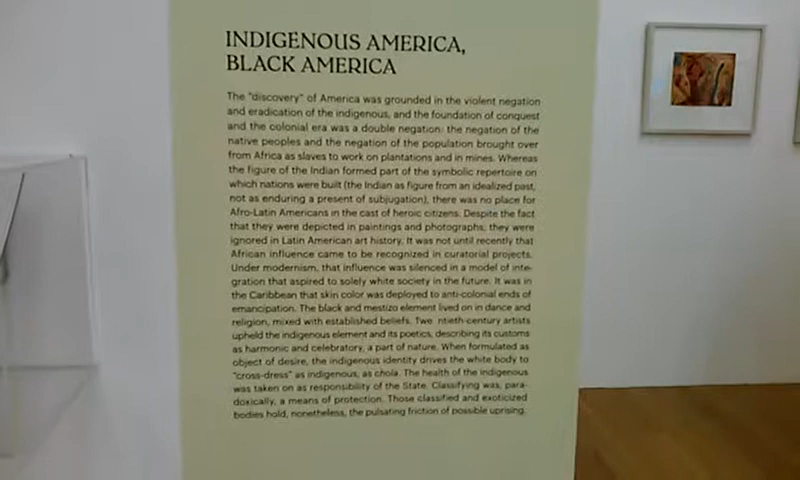 INDIGENOUS AMERICA,
BLACK AMERICA
The "discovery" of America was grounded in the violent negation
and eradication of the indigenous, and the foundation of conquest
and the colonial era was a double negation: the negation of the
native peoples and the negation of the population brought over
from Africa as slaves to work on plantations and in mines. Whereas
the figure of the Indian formed part of the symbolic repertoire on
which nations were built (the Indian as figure from an idealized past,
not as enduring a present of subjugation), there was no place for
Afro-Latin Americans in the cast of heroic citizens. Despite the fact
that they were depicted in paintings and photographs, they were
ignored in Latin American art history. It was not until recently that
African influence came to be recognized in curatorial projects.
Under modernism, that influence was silenced in a model of inte-
gration that aspired to solely white society in the future. It was in
the Caribbean that skin color was deployed to anti-colonial ends of
emancipation. The black and mestizo element lived on in dance and
religion, mixed with established beliefs. Twe ntieth-century artists
upheld the indigenous element and its poetics, describing its customs
as harmonic and celebratory, a part of nature. When formulated as
object of desire, the indigenous identity drives the white body to
"cross-dress" as indigenous, as chola. The health of the indigenous
was taken on as responsibility of the State. Classifying was, para-
doxically, a means of protection. Those classified and exoticized
bodies hold, nonetheless, the pulsating friction of possible uprising.